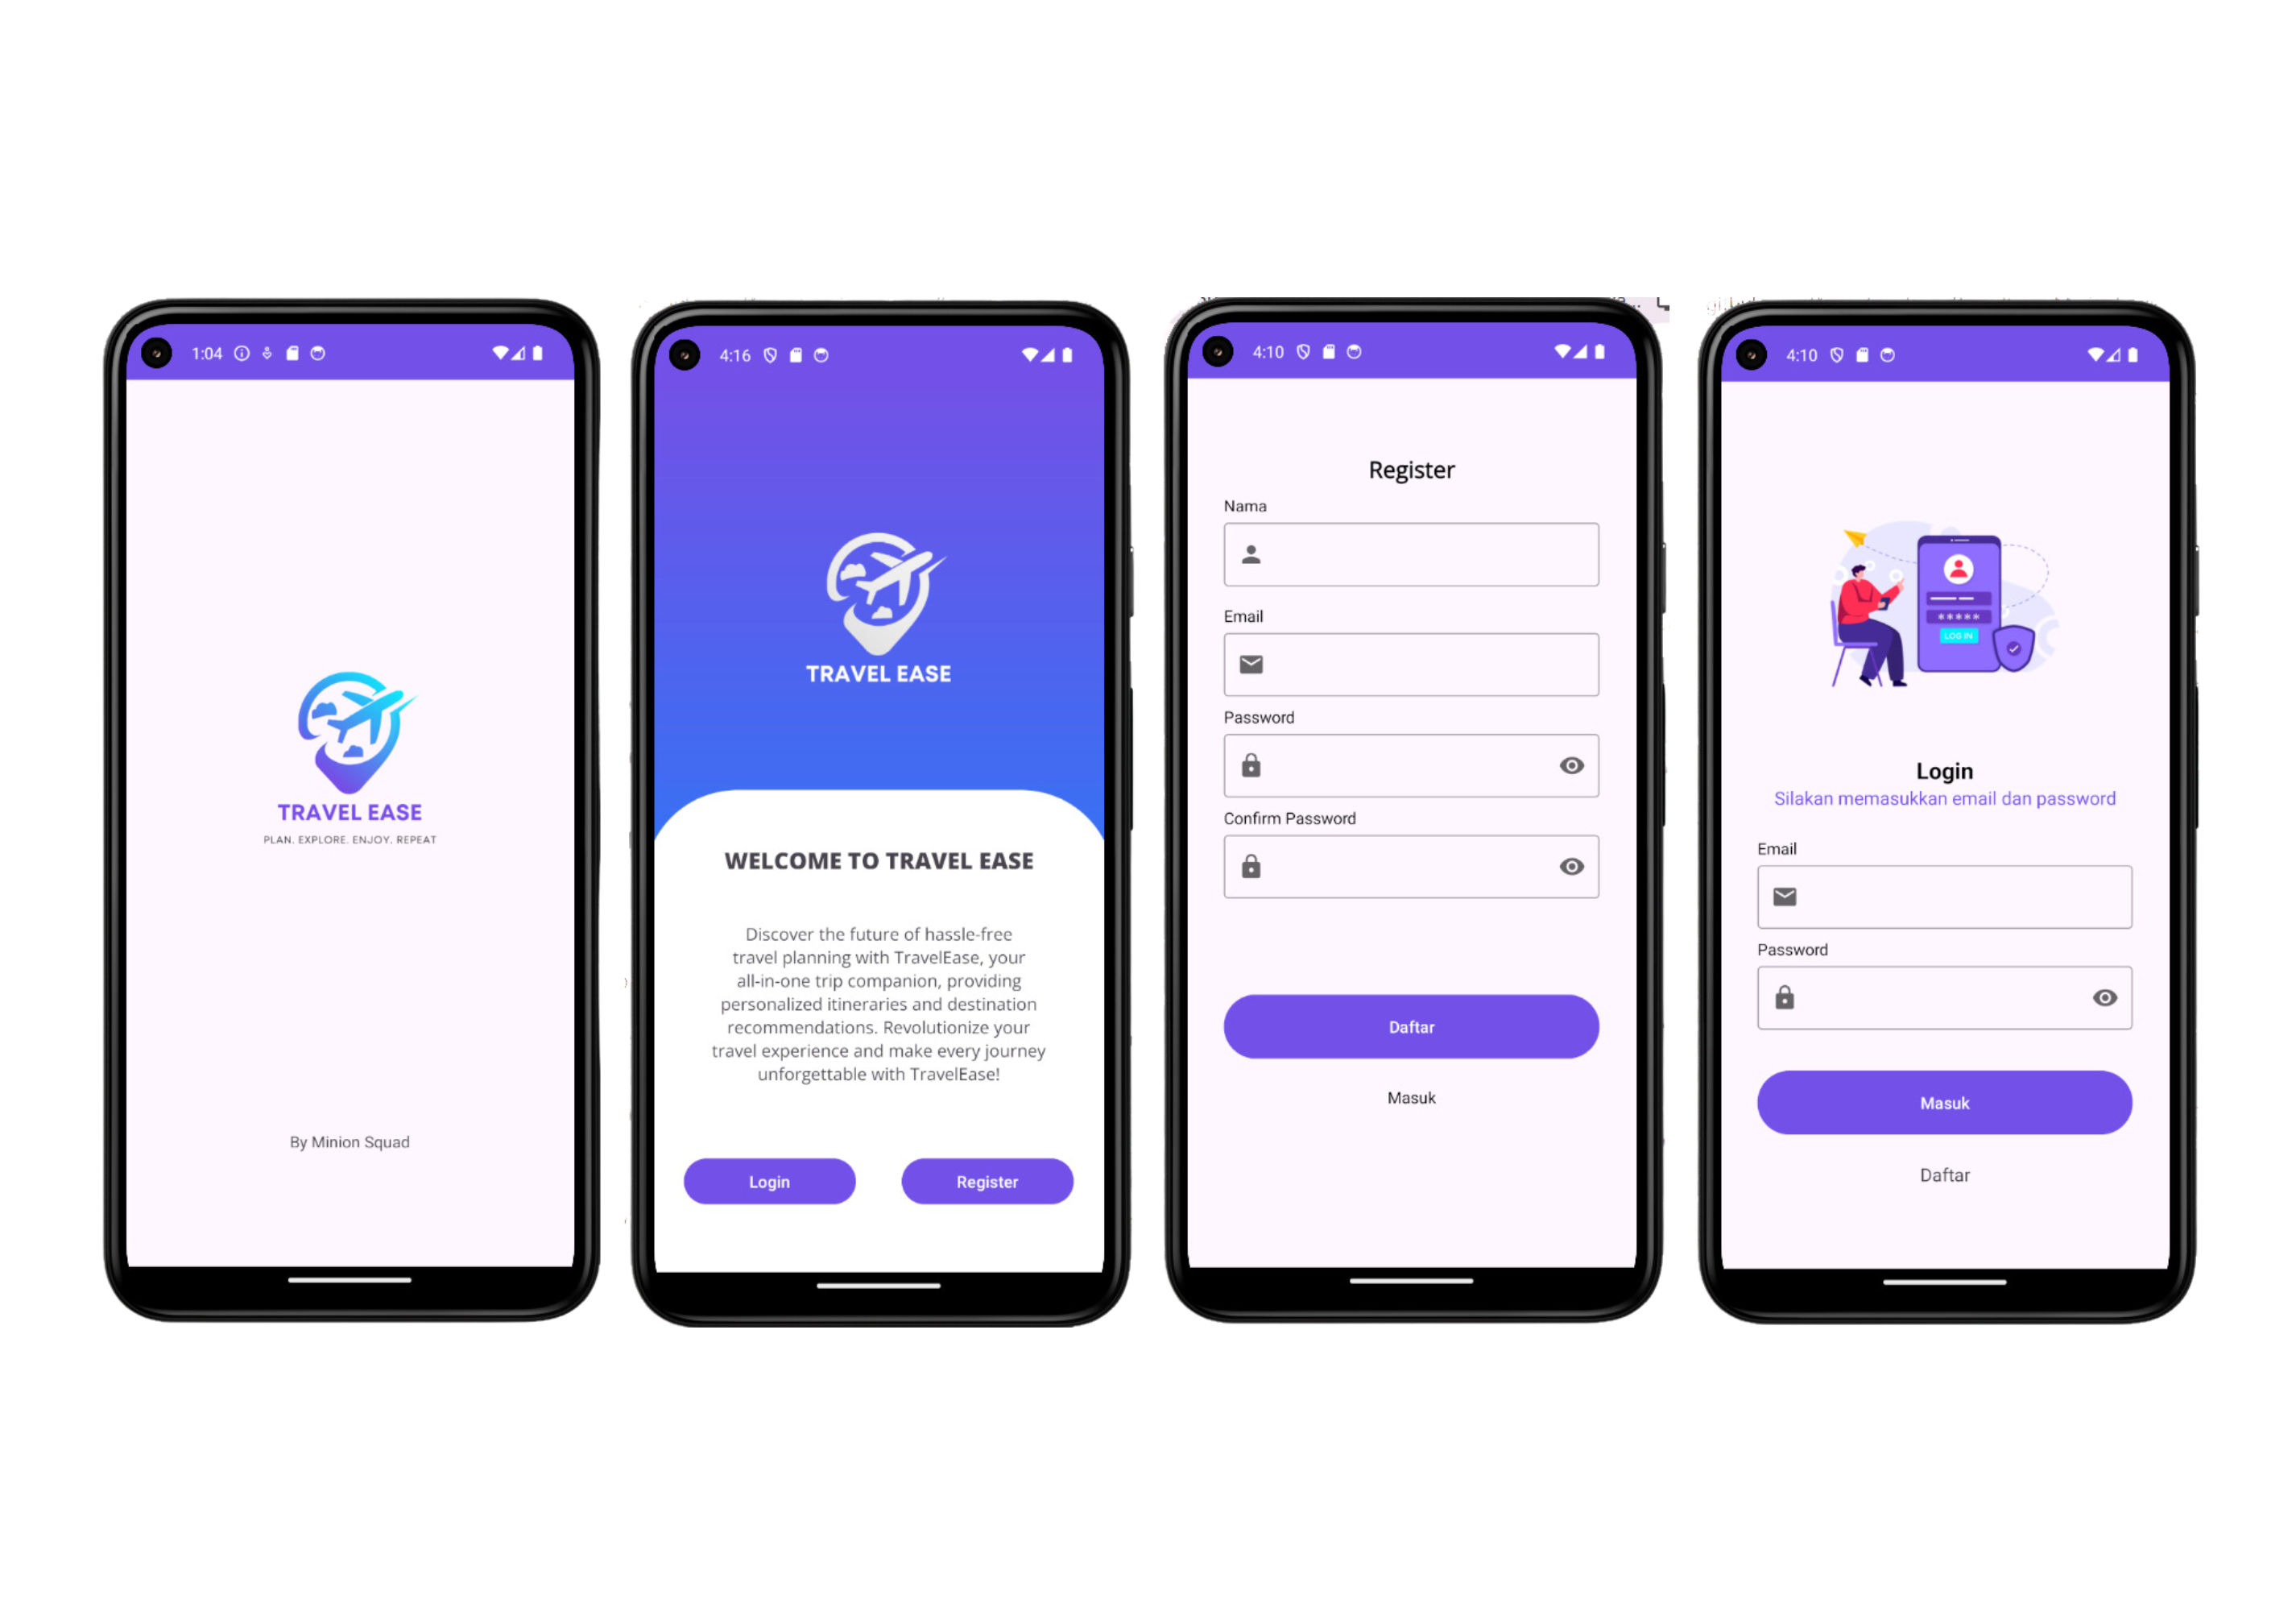 1:04
TRAVEL EASE
PLAN. EXPLORE. ENJOY. REPEAT
By Minion Squad
4:16
TRAVEL EASE
WELCOME TO TRAVEL EASE
Discover the future of hassle-free
travel planning with TravelEase, your
all-in-one trip companion, providing
personalized itineraries and destination
recommendations. Revolutionize your
travel experience and make every journey
unforgettable with TravelEase!
Login
Register
4:10
Register
Nama
Email
Password
Confirm Password
Daftar
Masuk
4:10
*****
LOG IN
Login
Silakan memasukkan email dan password
Email
Password
Masuk
Daftar